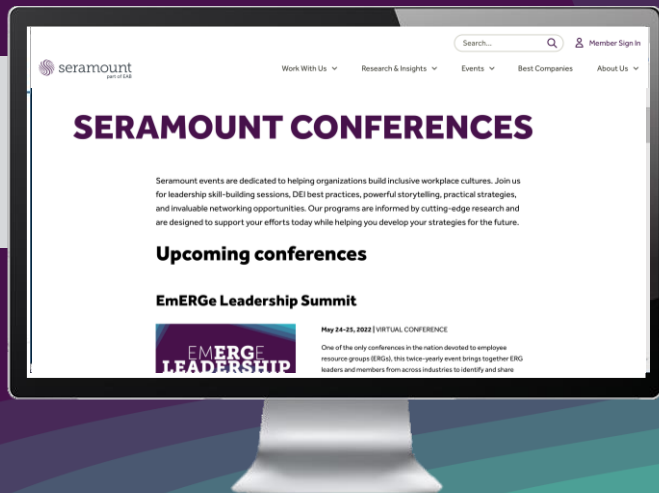 Search...
Member Sign In
seramount
part of EAB
Work With Us
Research & Insights
Events
Best Companies
About Us
SERAMOUNT CONFERENCES
Seramount events are dedicated to helping organizations build inclusive workplace cultures. Join us
for leadership skill-building sessions, DEI best practices, powerful storytelling, practical strategies,
and invaluable networking opportunities. Our programs are informed by cutting-edge research and
are designed to support your efforts today while helping you develop your strategies for the future.
Upcoming conferences
EmERGe Leadership Summit
EMERGE
LEADERSHIP
May 24-25, 2022 | VIRTUAL CONFERENCE
One of the only conferences in the nation devoted to employee
resource groups (ERGs), this twice-yearly event brings together ERG
leaders and members from across industries to identify and share